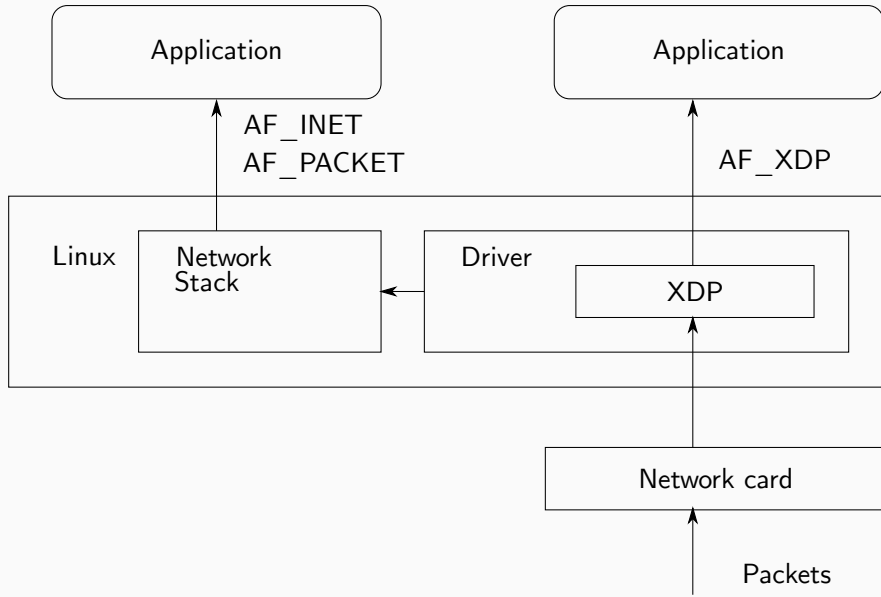 Application
Application
AF_INET
AF_PACKET
AF_XDP
Linux
Network
Stack
Driver
XDP
Network card
Packets